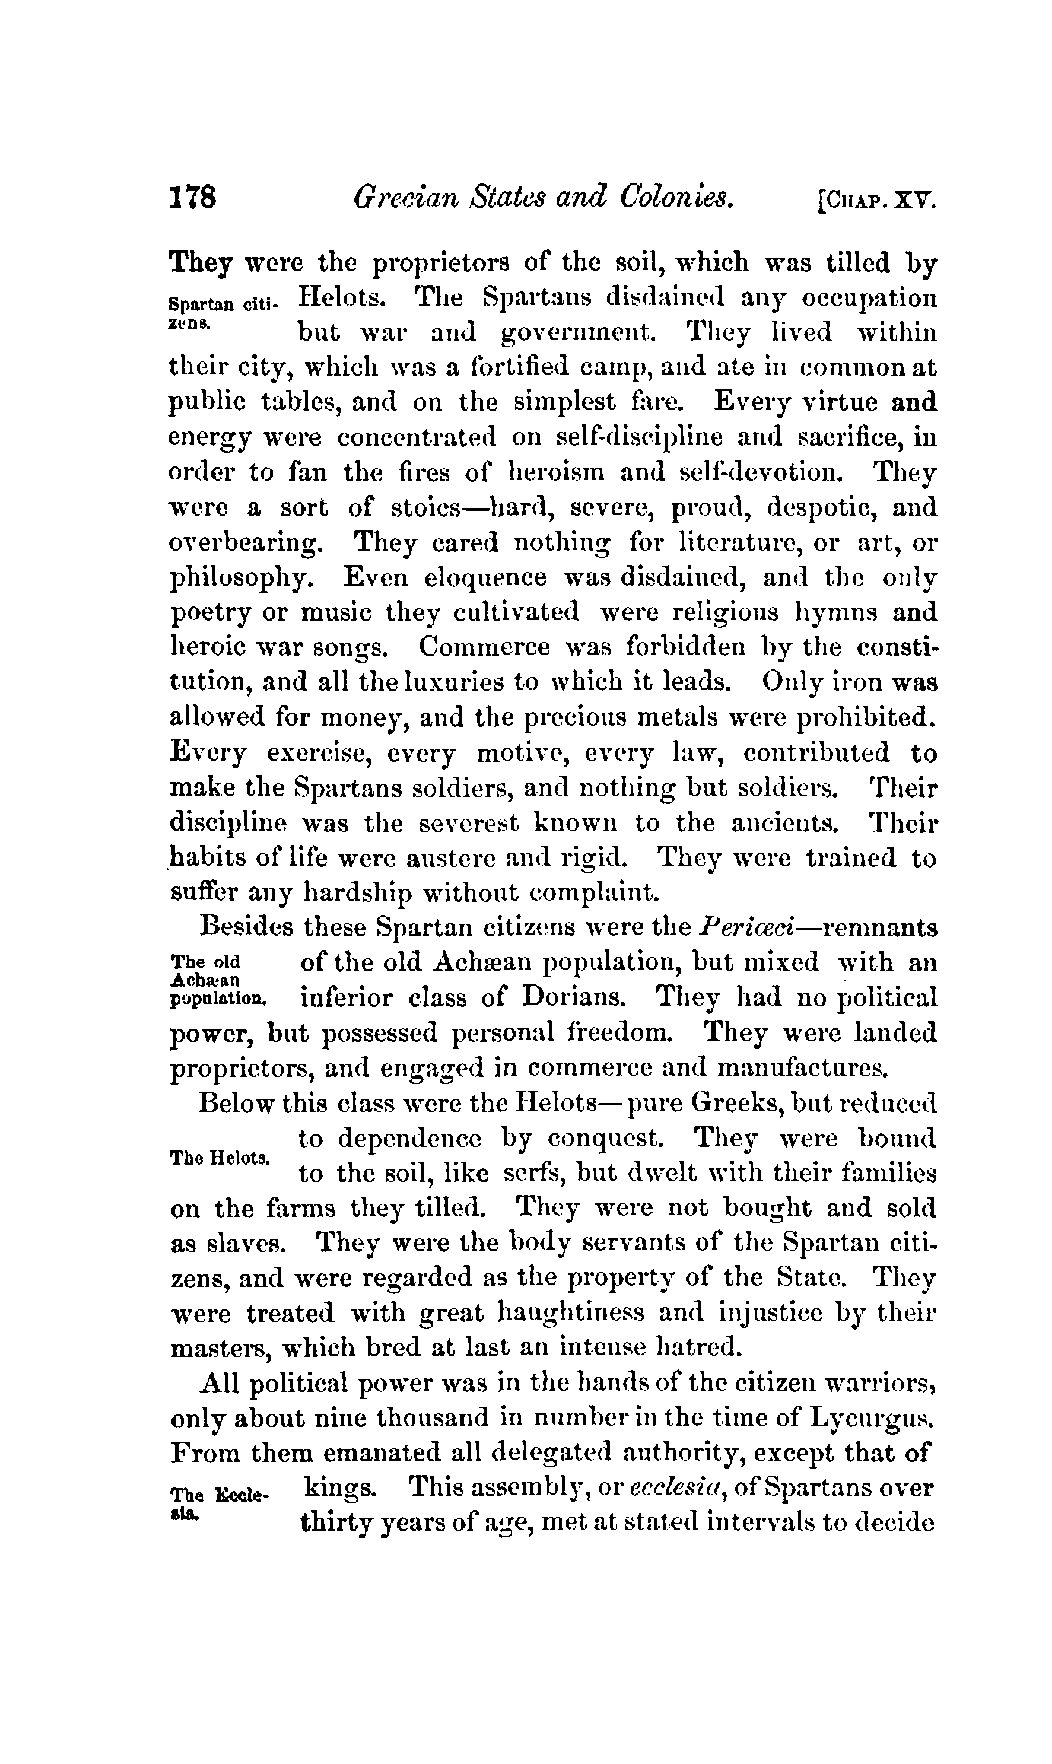 178 Grecian States and Colonies. [CHAP. XV.
They were the proprietors of the soil, which was tilled by
Spartan citi- Helots. The Spartans disdained any occupation
zens. but war and government. They lived within
their city, which was a fortified camp, and ate in common at
public tables, and on the simplest fare. Every virtue and
energy were concentrated on self-discipline and sacrifice, in
order to fan the fires of heroism and self-devotion. They
were a sort of stoics—hard, severe, proud, despotic, and
overbearing. They cared nothing for literature, or art, or
philosophy. Even eloquence was disdained, and the only
poetry or music they cultivated were religious hymns and
heroic war songs. Commerce was forbidden by the consti-
tution, and all the luxuries to which it leads. Only iron was
allowed for money, and the precious metals were prohibited.
Every exercise, every motive, every law, contributed to
make the Spartans soldiers, and nothing but soldiers. Their
discipline was the severest known to the ancients. Their
habits of life were austere and rigid. They were trained to
suffer any hardship without complaint.
Besides these Spartan citizens were the Periœci—remnants
The old of the old Achæan population, but mixed with an
Achæan
population. inferior class of Dorians. They had no political
power, but possessed personal freedom. They were landed
proprietors, and engaged in commerce and manufactures.
Below this class were the Helots—pure Greeks, but reduced
to dependence by conquest. They were bound
The Helots.
to the soil, like serfs, but dwelt with their families
on the farms they tilled. They were not bought and sold
as slaves. They were the body servants of the Spartan citi-
zens, and were regarded as the property of the State. They
were treated with great haughtiness and injustice by their
masters, which bred at last an intense hatred.
All political power was in the hands of the citizen warriors,
only about nine thousand in number in the time of Lycurgus.
From them emanated all delegated authority, except that of
The Eccle- kings. This assembly, or ecclesia, of Spartans over
sia. thirty years of age, met at stated intervals to decide